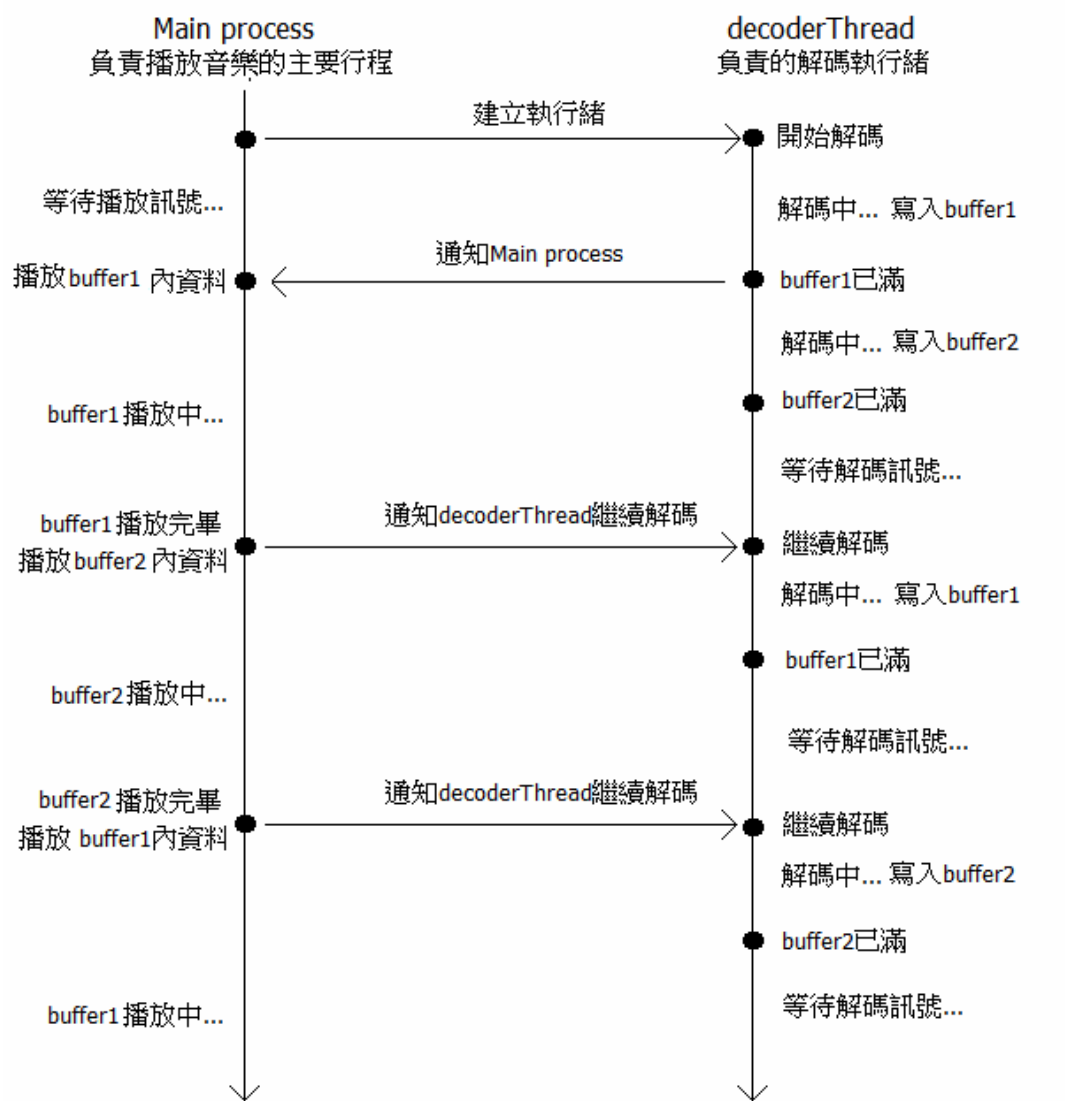 Main process
負責播放音樂的主要行程
decoderThread
負責的解碼執行緒
建立執行緒
開始解碼
等待播放訊號...
解碼中... 寫入buffer1
通知Main process
播放buffer1 內資料
buffer1已滿
解碼中... 寫入buffer2
buffer1播放中...
buffer2已滿
等待解碼訊號...
buffer1播放完畢
播放buffer2內資料
通知decoderThread繼續解碼
繼續解碼
解碼中... 寫入buffer1
buffer1已滿
buffer2播放中...
等待解碼訊號...
buffer2播放完畢
播放 buffer1內資料
通知decoderThread繼續解碼
繼續解碼
解碼中... 寫入buffer2
buffer2已滿
buffer1播放中...
等待解碼訊號...